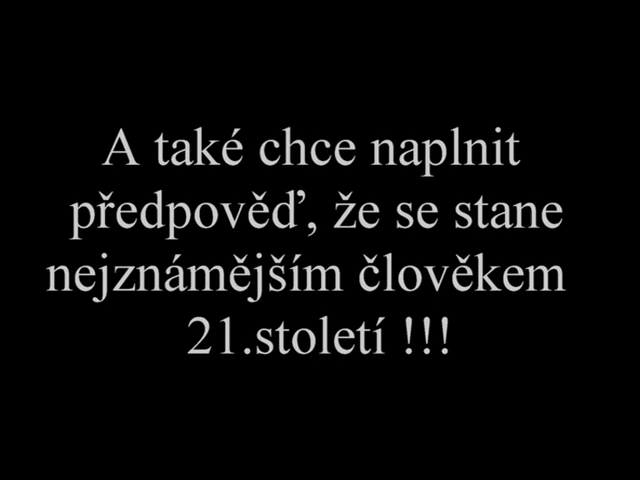 A také chce naplnit
předpověď, že se stane
nejznámějším člověkem
21.století !!!